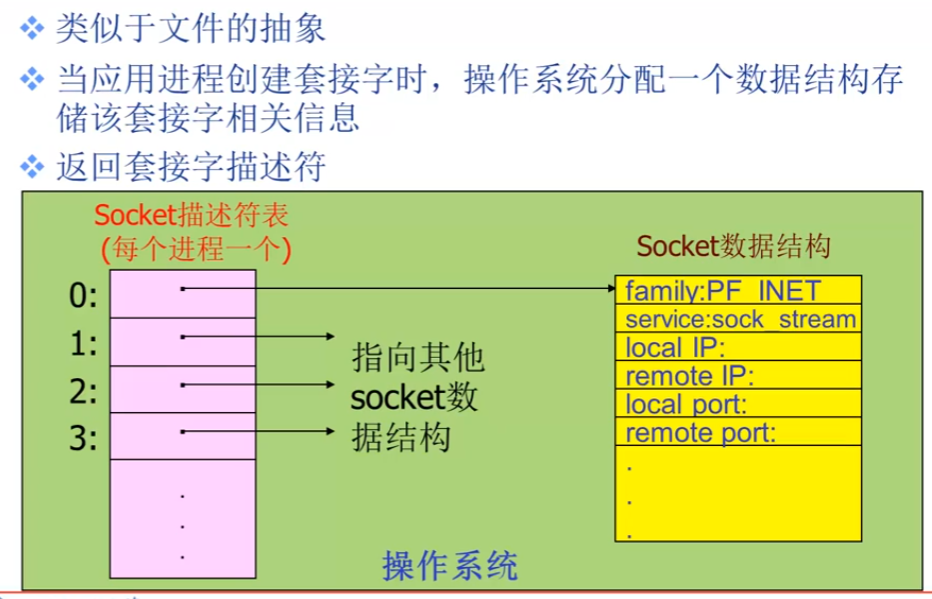 类似于文件的抽象
当应用进程创建套接字时，操作系统分配一个数据结构存
储该套接字相关信息
返回套接字描述符
Socket描述符表
(每个进程一个)
Socket数据结构
0:
1:
2:
3:
指向其他
socket数
据结构
family:PF_INET
service:sock_stream
local IP:
remote IP:
local port:
remote port:
.
.
.
.
.
.
操作系统